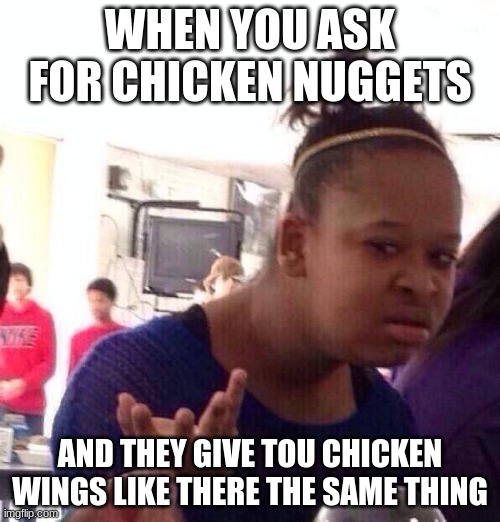 WHEN YOU ASK
FOR CHICKEN NUGGETS
NIKE
AND THEY GIVE TOU CHICKEN
WINGS LIKE THERE THE SAME THING
imgflip.com